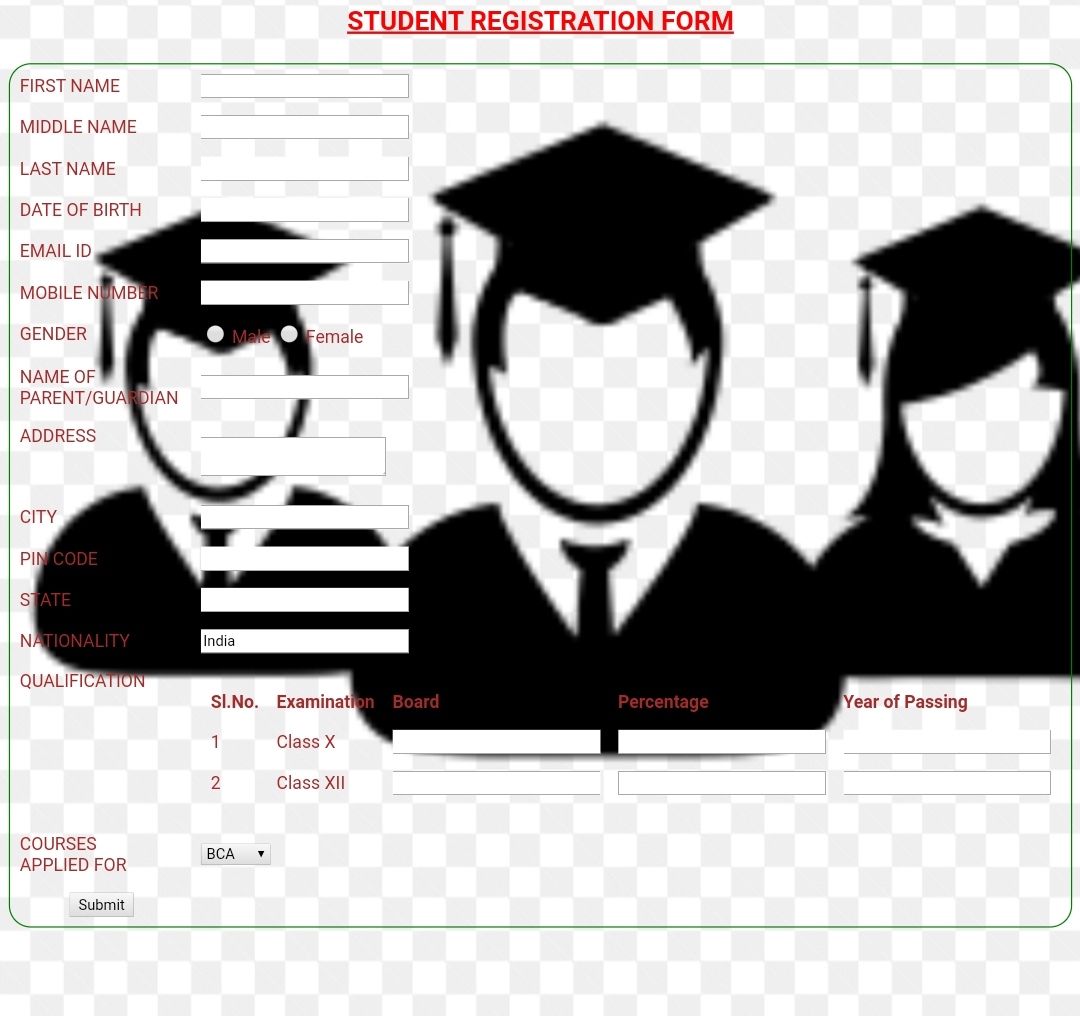 STUDENT REGISTRATION FORM
FIRST NAME
MIDDLE NAME
LAST NAME
DATE OF BIRTH
EMAIL ID
MOBILE NUMBER
GENDER Male Female
NAME OF
PARENT/GUARDIAN
ADDRESS
CITY
PIN CODE
STATE
NATIONALITY India
QUALIFICATION
Sl.No. Examination Board Percentage Year of Passing
1 Class X
2 Class XII
COURSES
APPLIED FOR
BCA
Submit